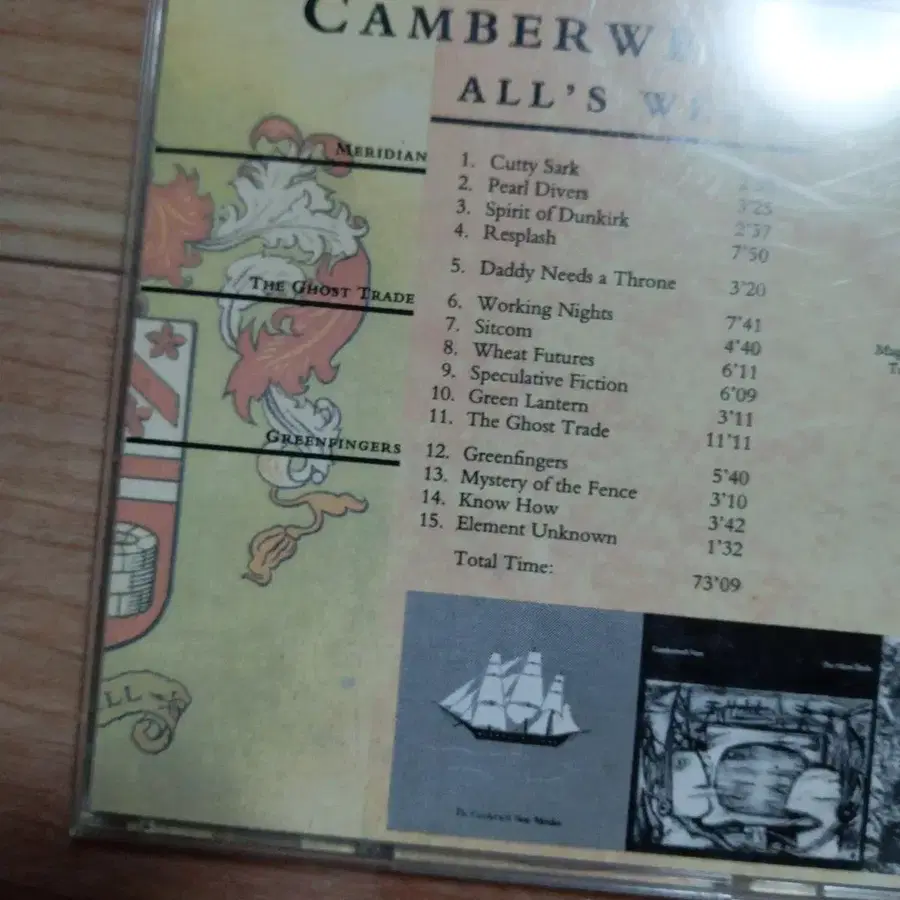 CAMBERWE
ALL'S WE
MERIDIAN
1. Cutty Sark
2. Pearl Divers 3'25
3. Spirit of Dunkirk 2'37
4. Resplash 7'50
5. Daddy Needs a Throne 3'20
THE GHOST TRADE
6. Working Nights 7'41
7. Sitcom 4'40
8. Wheat Futures 6'11
9. Speculative Fiction 6'09
10. Green Lantern 3'11
11. The Ghost Trade 11'11
GREENFINGERS
12. Greenfingers 5'40
13. Mystery of the Fence 3'10
14. Know How 3'42
15. Element Unknown 1'32
Total Time: 73'09
Mag
LL